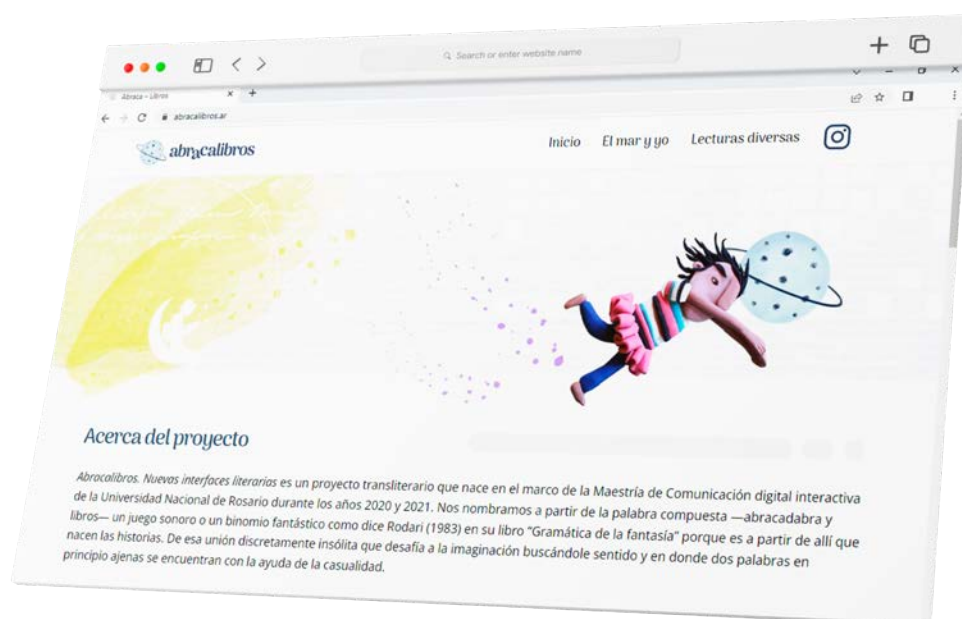 Search or enter website name
Abraca – Libros
abracalibros.ar
abracalibros
Inicio El mar y yo Lecturas diversas
Acerca del proyecto
Abracalibros. Nuevas interfaces literarias es un proyecto transliterario que nace en el marco de la Maestría de Comunicación digital interactiva
de la Universidad Nacional de Rosario durante los años 2020 y 2021. Nos nombramos a partir de la palabra compuesta —abracadabra y
libros— un juego sonoro o un binomio fantástico como dice Rodari (1983) en su libro “Gramática de la fantasía” porque es a partir de allí que
nacen las historias. De esa unión discretamente insólita que desafía a la imaginación buscándole sentido y en donde dos palabras en
principio ajenas se encuentran con la ayuda de la casualidad.